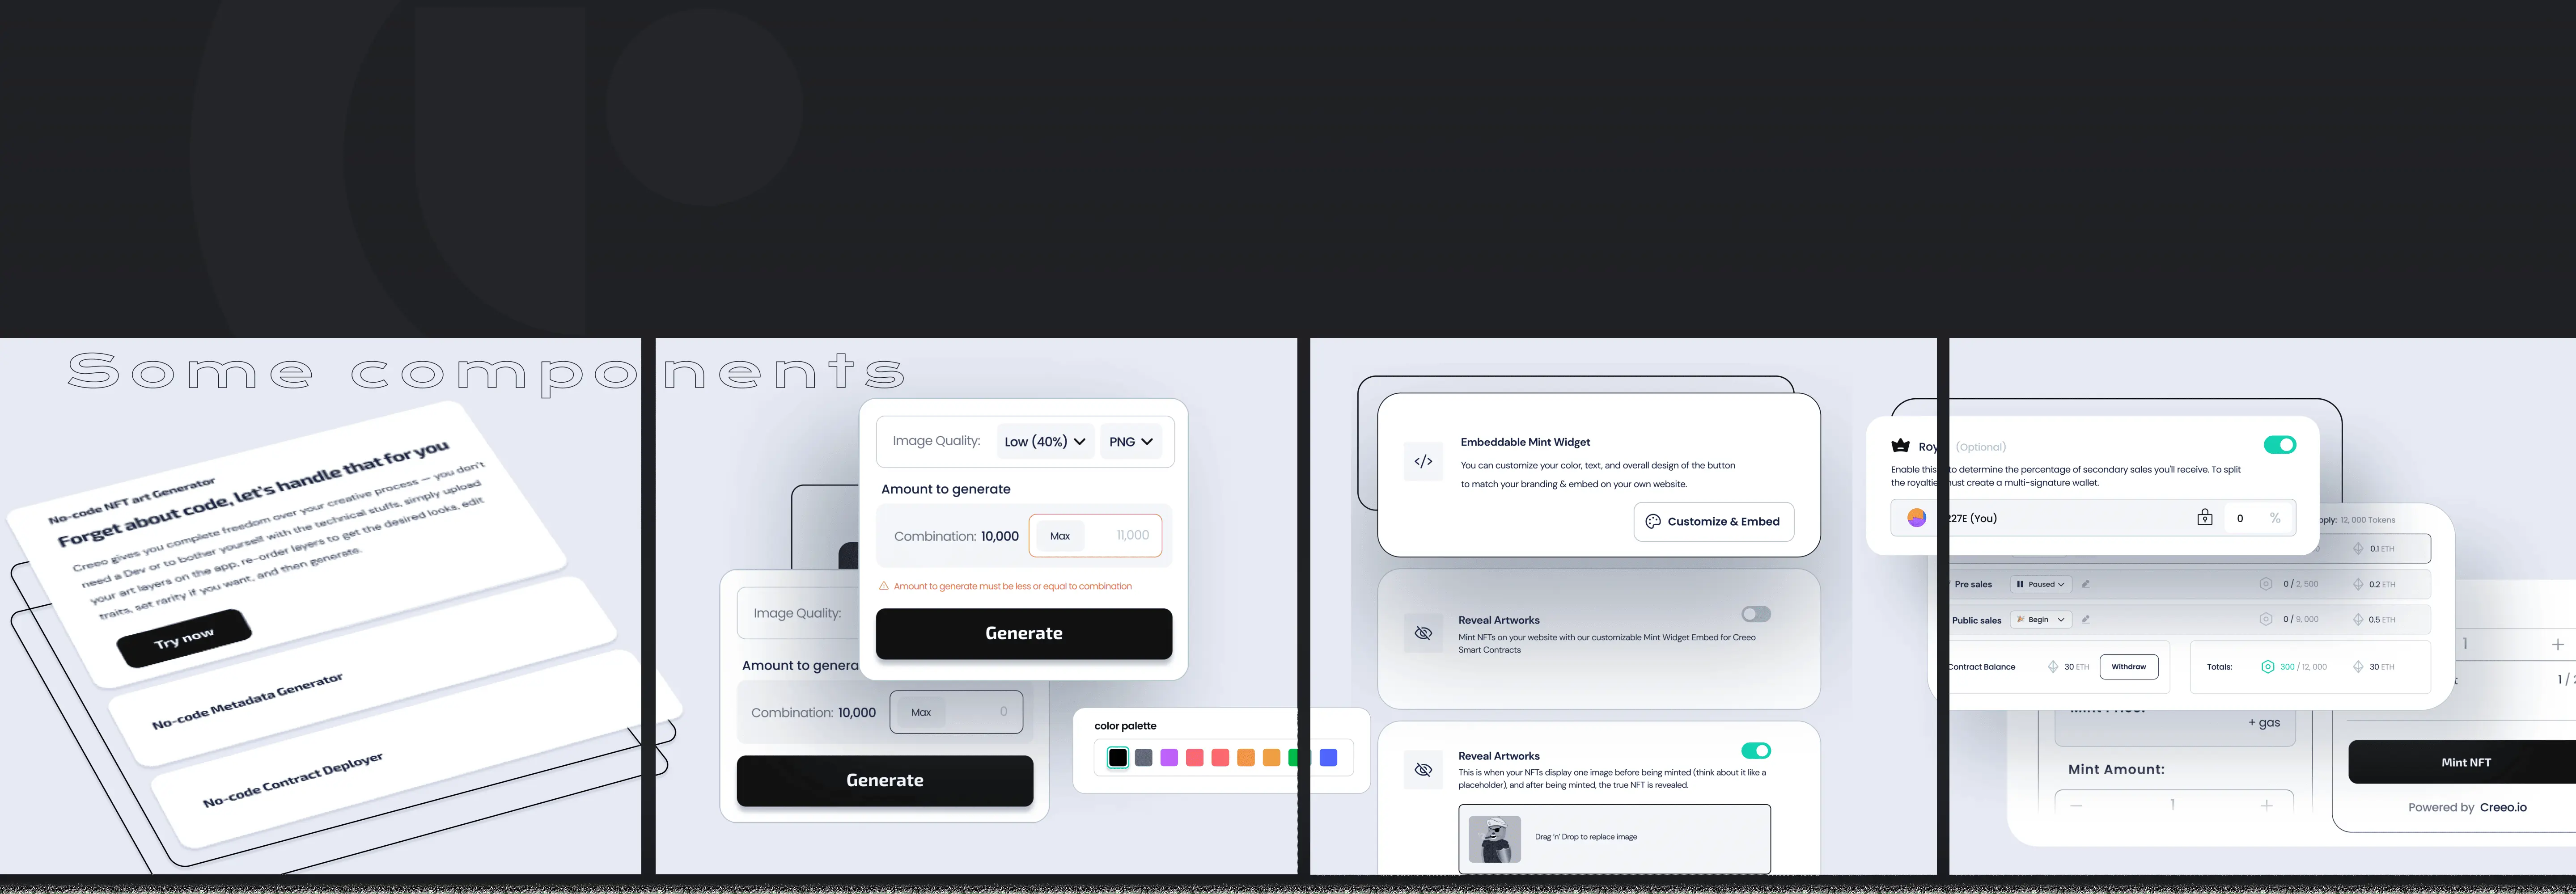 Some components
No-code NFT art Generator
Forget about code, let's handle that for you
Creeo gives you complete freedom over your creative process — you don't
need a Dev or to bother yourself with the technical stuffs, simply upload
your art layers on the app, re-order layers to get the desired looks, edit
traits, set rarity if you want, and then generate.
Try now
No-code Metadata Generator
No-code Contract Deployer
Image Quality: Low (40%) PNG
Amount to generate
Combination: 10,000 Max 11,000
Amount to generate must be less or equal to combination
Generate
Image Quality:
Amount to genera
Combination: 10,000 Max 0
Generate
color palette
Embeddable Mint Widget
You can customize your color, text, and overall design of the button
to match your branding & embed on your own website.
Customize & Embed
Reveal Artworks
Mint NFTs on your website with our customizable Mint Widget Embed for Creeo
Smart Contracts
Reveal Artworks
This is when your NFTs display one image before being minted (think about it like a
placeholder), and after being minted, the true NFT is revealed.
Drag 'n' Drop to replace image
Roy (Optional)
Enable this to determine the percentage of secondary sales you'll receive. To split
the royaltie ust create a multi-signature wallet.
227E (You) 0 %
pply: 12, 000 Tokens
0.1 ETH
Pre sales Paused 0 / 2, 500 0.2 ETH
Public sales Begin 0 / 9, 000 0.5 ETH
Contract Balance 30 ETH Withdraw Totals: 300 / 12, 000 30 ETH
1 +
1 / 2
+ gas
Mint Amount:
— 1 +
Mint NFT
Powered by Creeo.io